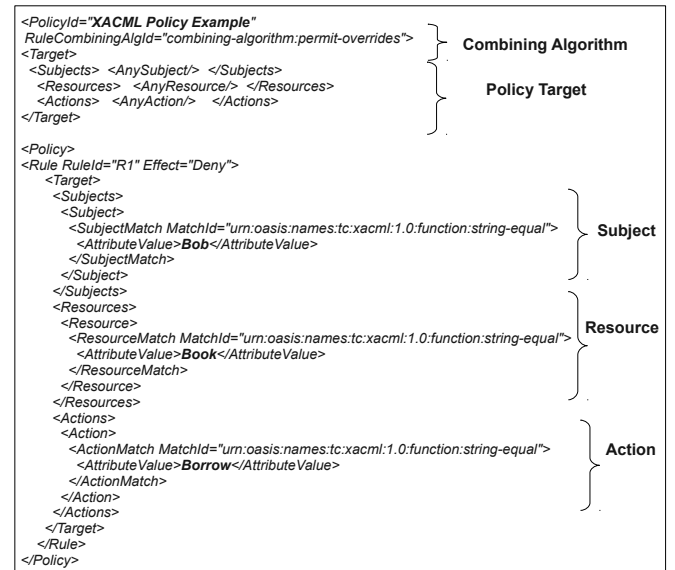 <PolicyId="XACML Policy Example"
RuleCombiningAlgId="combining-algorithm:permit-overrides">
Combining Algorithm
<Target>
<Subjects> <AnySubject/> </Subjects>
<Resources> <AnyResource/> </Resources>
Policy Target
<Actions> <AnyAction/> </Actions>
</Target>
<Policy>
<Rule RuleId="R1" Effect="Deny">
<Target>
<Subjects>
<Subject>
<SubjectMatch MatchId="urn:oasis:names:tc:xacml:1.0:function:string-equal">
Subject
<AttributeValue>Bob</AttributeValue>
</SubjectMatch>
</Subject>
</Subjects>
<Resources>
<Resource>
Resource
<ResourceMatch MatchId="urn:oasis:names:tc:xacml:1.0:function:string-equal">
<AttributeValue>Book</AttributeValue>
</ResourceMatch>
</Resource>
</Resources>
<Actions>
<Action>
<ActionMatch MatchId="urn:oasis:names:tc:xacml:1.0:function:string-equal">
Action
<AttributeValue>Borrow</AttributeValue>
</ActionMatch>
</Action>
</Actions>
</Target>
</Rule>
</Policy>